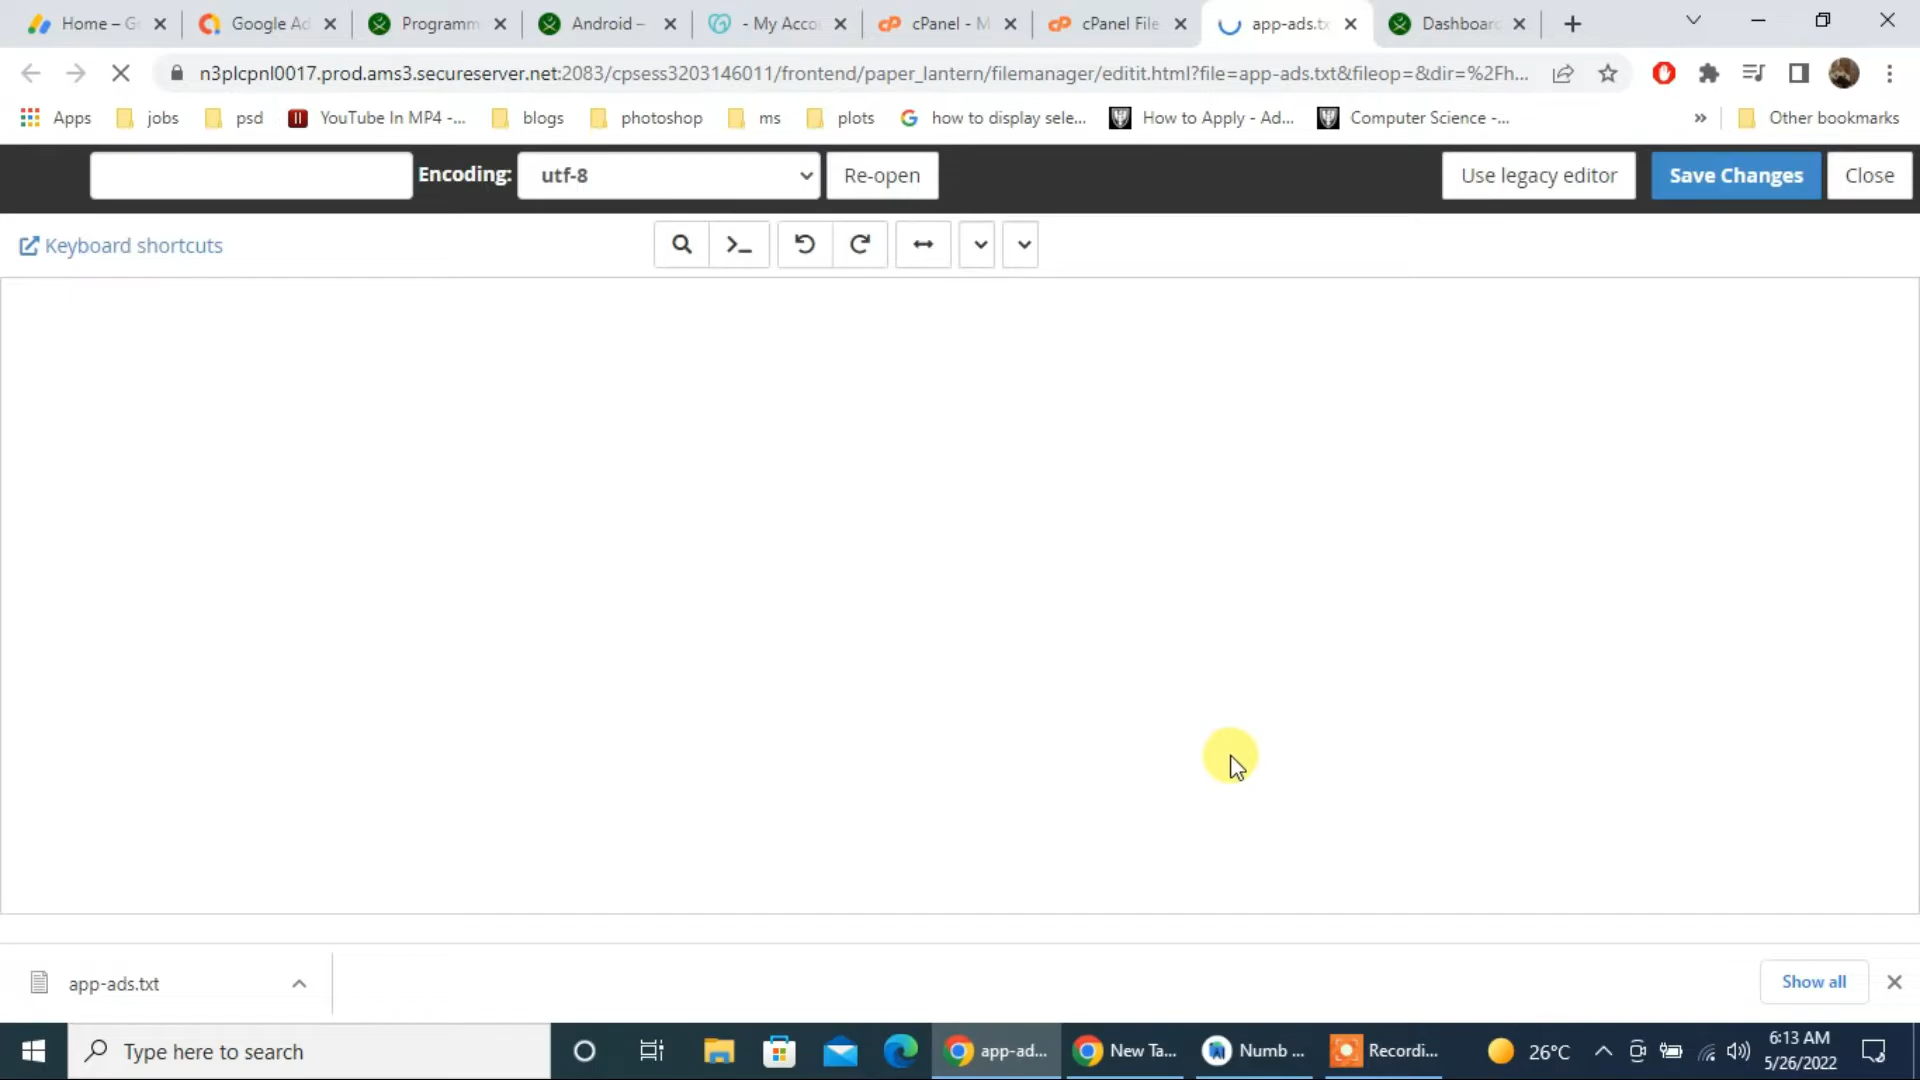 Home – G
Google Ad
Programm
Android –
- My Acco
cPanel - M
cPanel File
app-ads.tx
Dashboard
n3plcpnl0017.prod.ams3.secureserver.net:2083/cpsess3203146011/frontend/paper_lantern/filemanager/editit.html?file=app-ads.txt&fileop=&dir=%2Fh...
Apps
jobs
psd
YouTube In MP4 -...
blogs
photoshop
ms
plots
how to display sele...
How to Apply - Ad...
Computer Science -...
»
Other bookmarks
Encoding:
utf-8
Re-open
Use legacy editor
Save Changes
Close
Keyboard shortcuts
app-ads.txt
Show all
Type here to search
app-ad...
New Ta...
Numb ...
Recordi...
26°C
6:13 AM
5/26/2022